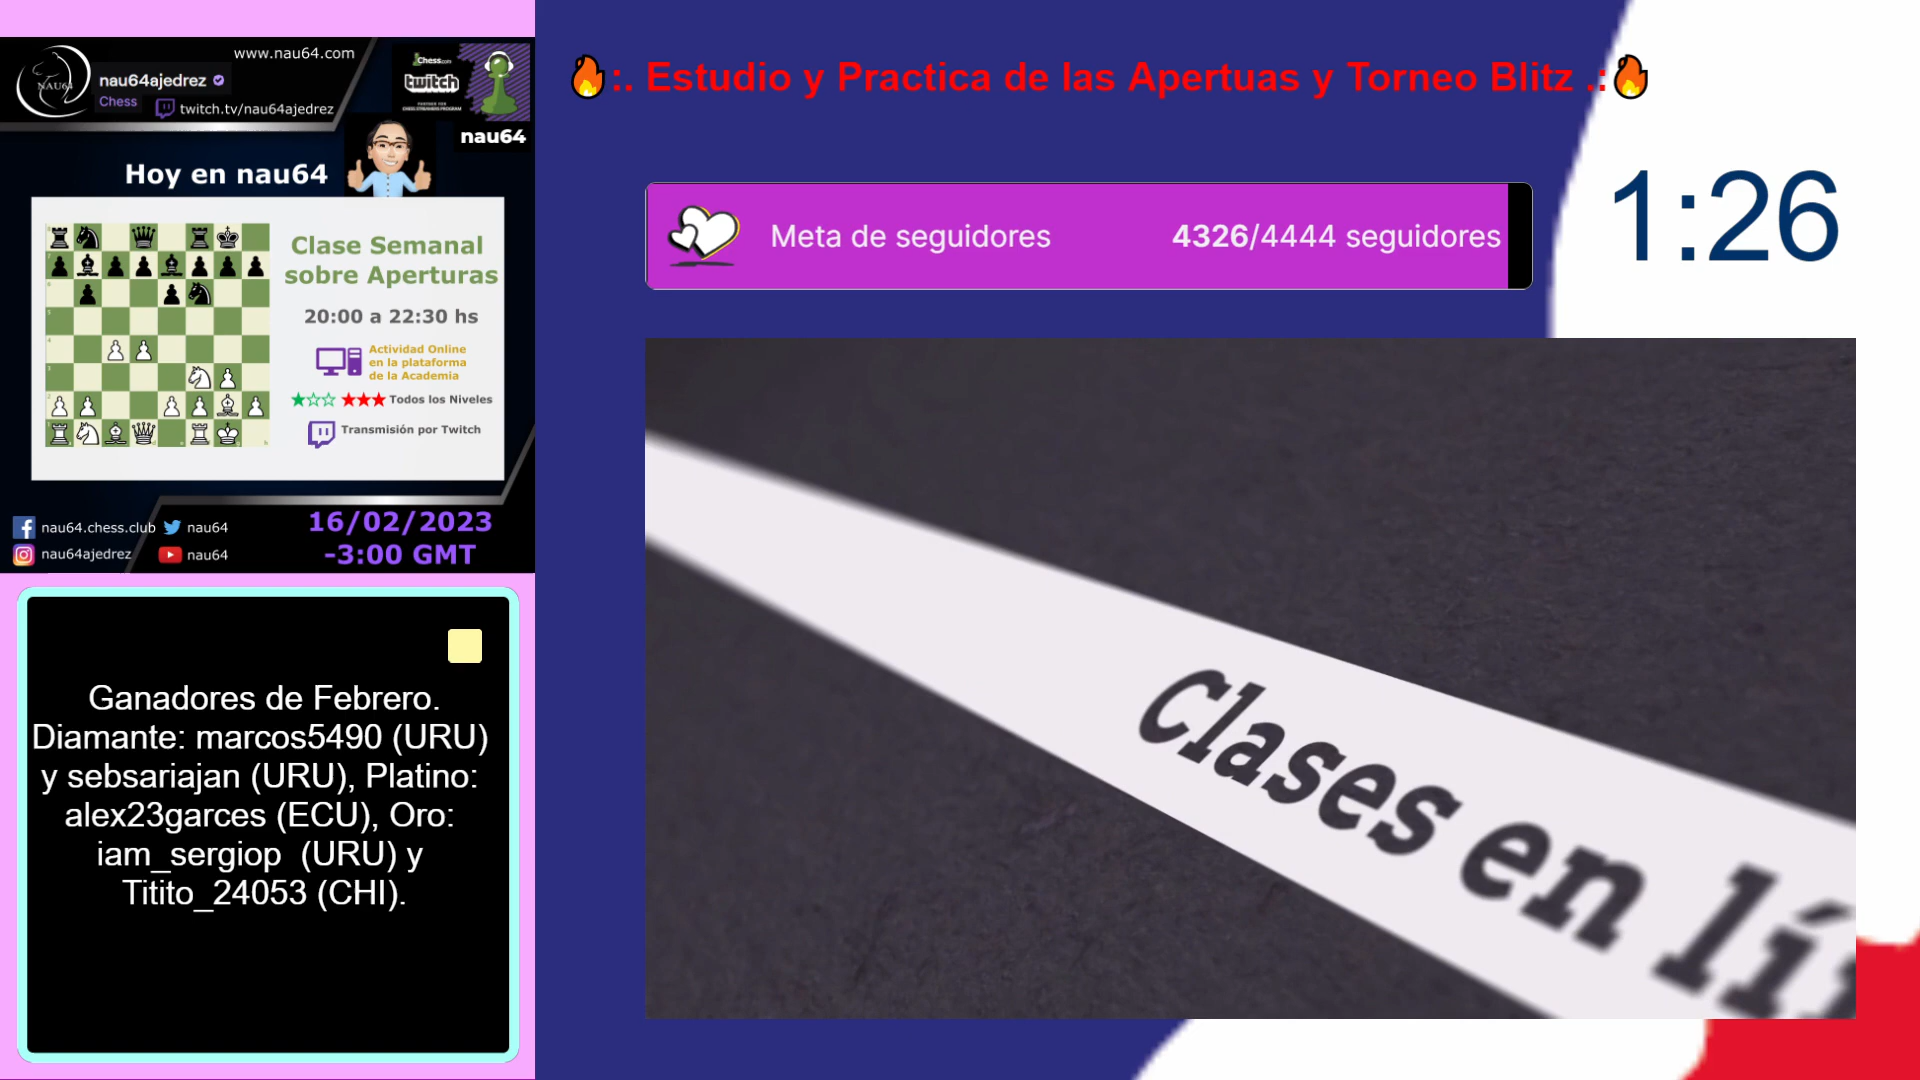 www.nau64.com
NAU64
nau64ajedrez
Chess
twitch.tv/nau64ajedrez
Chess.com
twitch
nau64
Hoy en nau64
Clase Semanal
sobre Aperturas
20:00 a 22:30 hs
Actividad Online
en la plataforma
de la Academia
Todos los Niveles
Transmisión por Twitch
nau64.chess.club
nau64
nau64ajedrez
nau64
16/02/2023
-3:00 GMT
Ganadores de Febrero.
Diamante: marcos5490 (URU)
y sebsariajan (URU), Platino:
alex23garces (ECU), Oro:
iam_sergiop (URU) y
Titito_24053 (CHI).
:. Estudio y Practica de las Apertuas y Torneo Blitz .:
Meta de seguidores
4326/4444 seguidores
1:26
Clases en lí